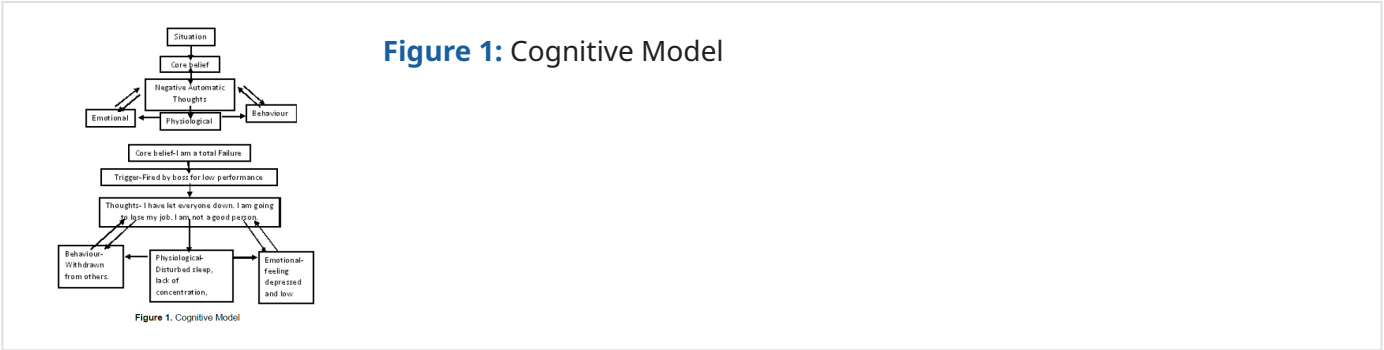 Figure 1: Cognitive Model
Situation
Core belief
Negative Automatic
Thoughts
Emotional
Physiological
Behaviour
Core belief-I am a total Failure
Trigger-Fired by boss for low performance
Thoughts- I have let everyone down. I am going
to lose my job. I am not a good person.
Behaviour-
Withdrawn
from others.
Physiological-
Disturbed sleep,
lack of
concentration,
Emotional-
feeling
depressed
and low
Figure 1. Cognitive Model